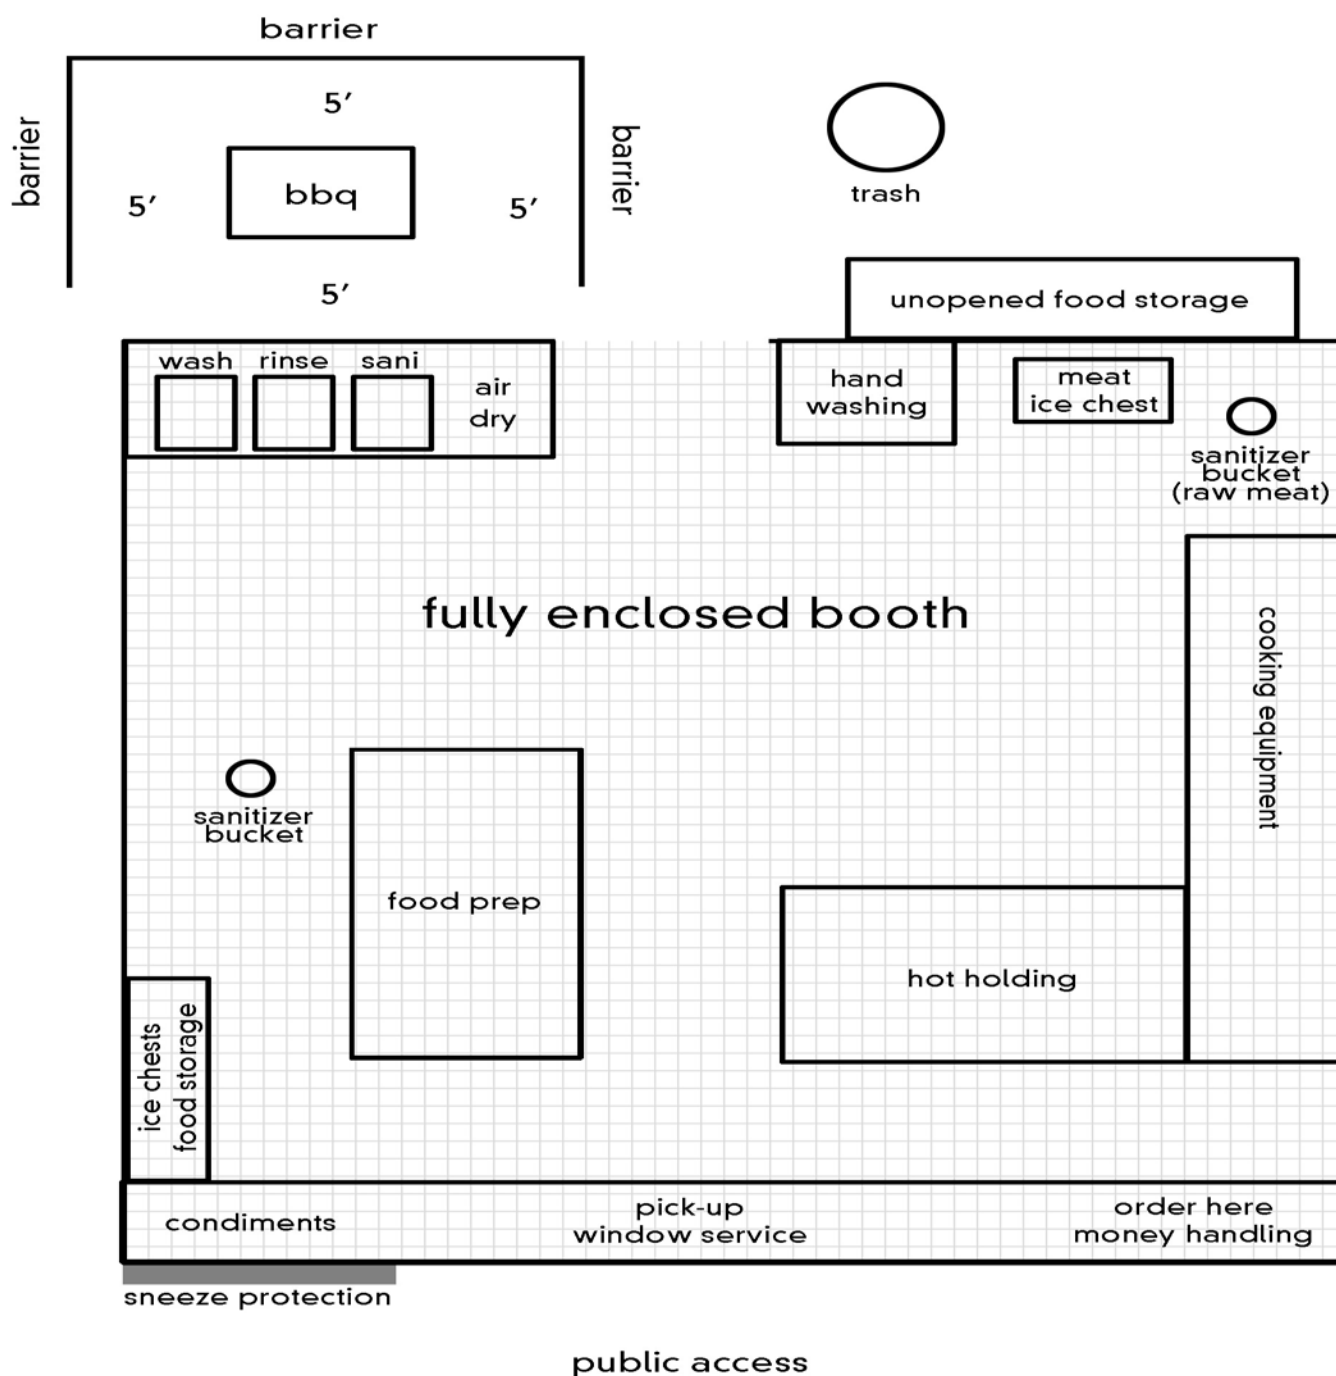 barrier
barrier
5′
barrier
bbq
5′
5′
5′
trash
unopened food storage
wash
rinse
sani
air
dry
hand
washing
meat
ice chest
sanitizer
bucket
(raw meat)
fully enclosed booth
cooking equipment
sanitizer
bucket
food prep
hot holding
ice chests
food storage
condiments
pick-up
window service
order here
money handling
sneeze protection
public access